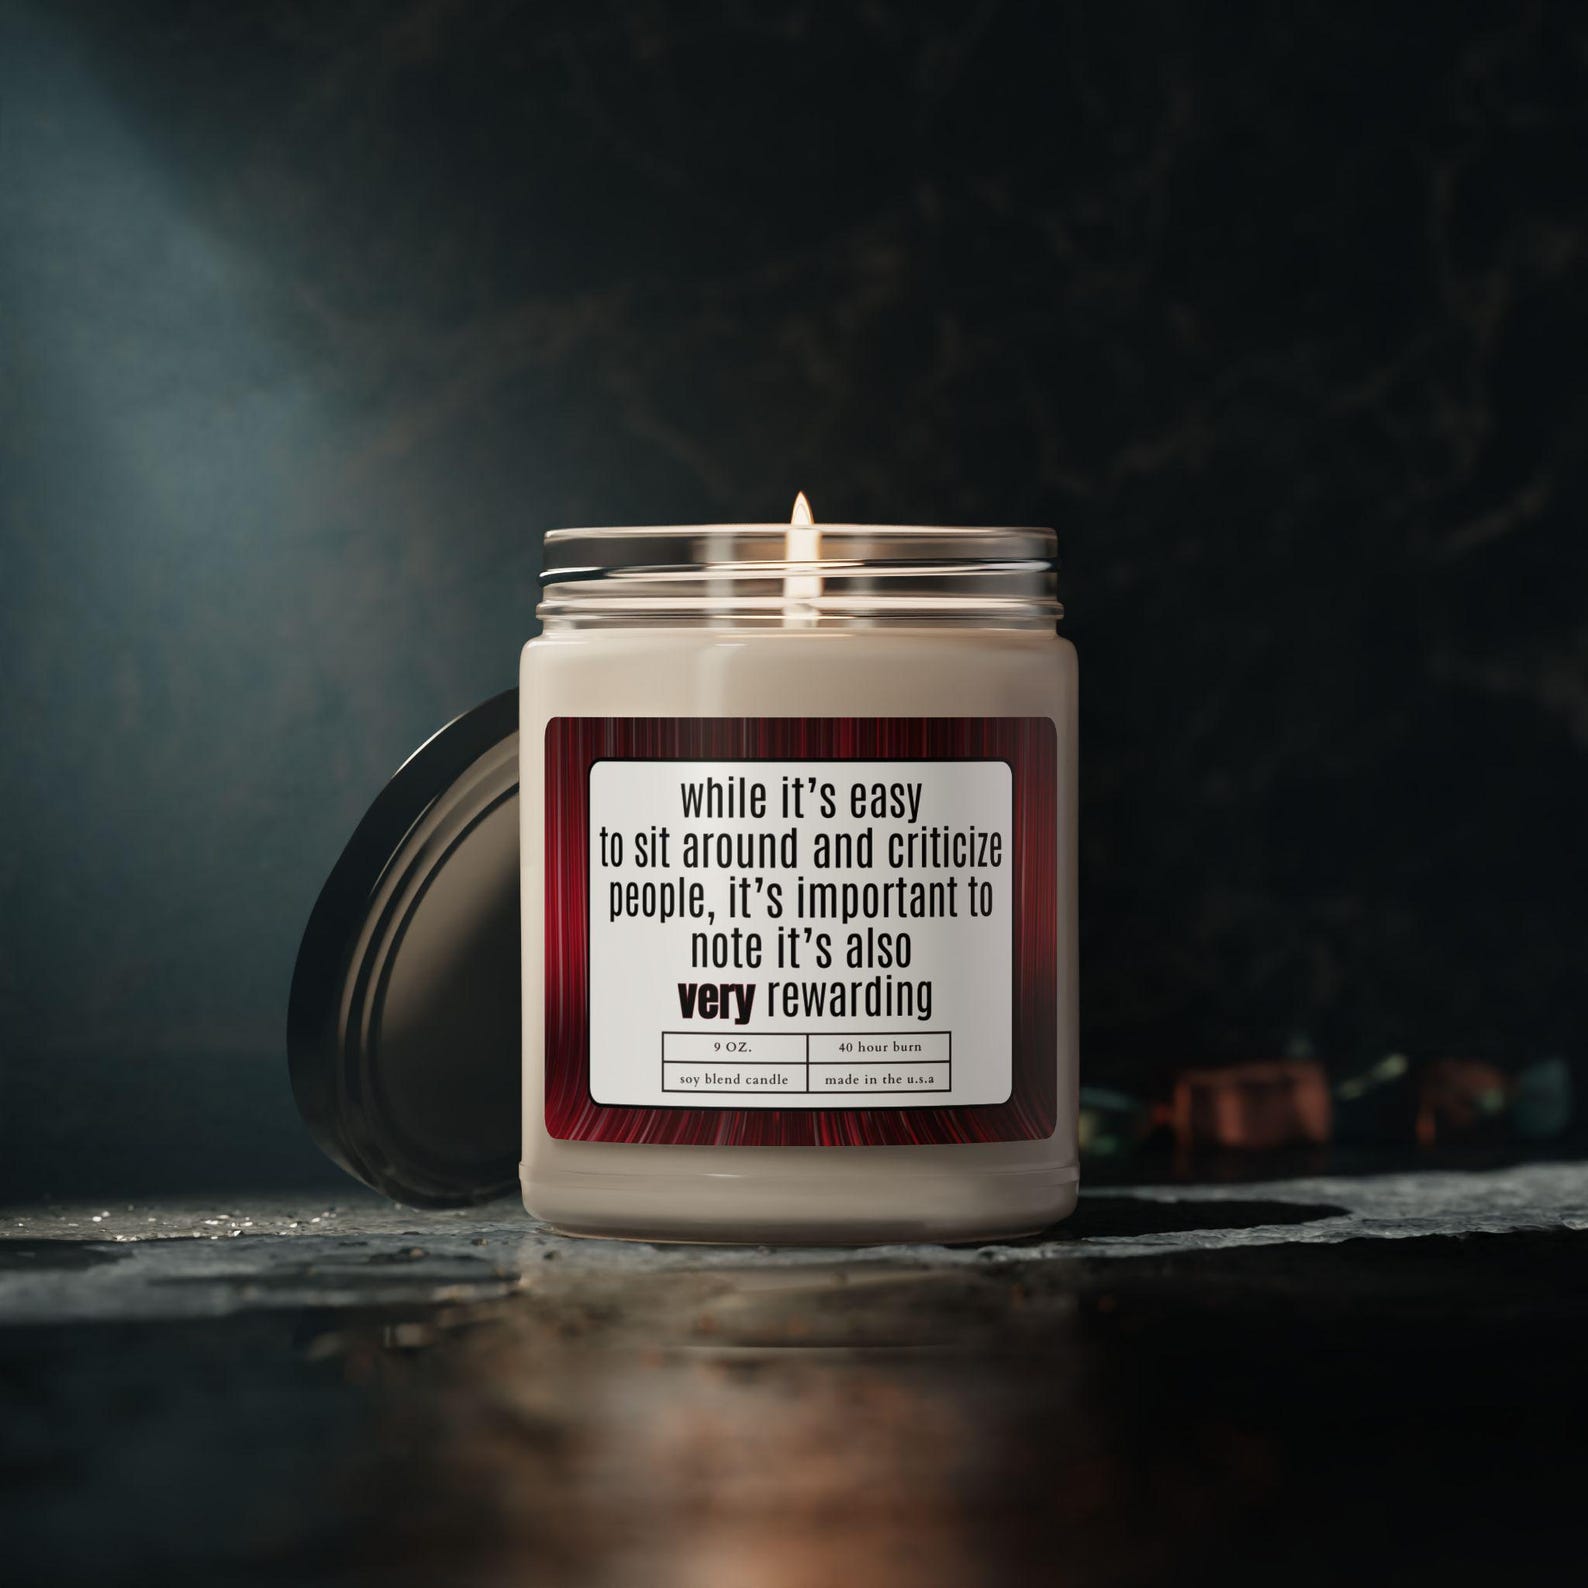 while it's easy
to sit around and criticize
people, it's important to
note it's also
very rewarding
9 OZ.
40 hour burn
soy blend candle
made in the u.s.a